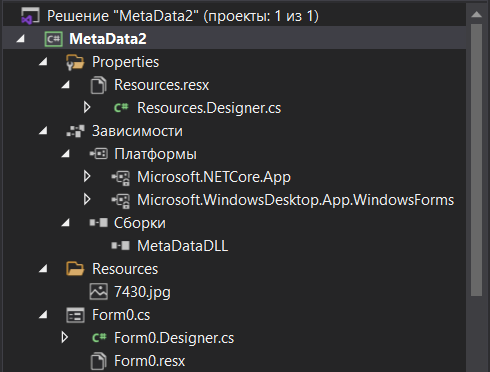 Решение "MetaData2" (проекты: 1 из 1)
C# MetaData2
Properties
Resources.resx
C# Resources.Designer.cs
Зависимости
Платформы
Microsoft.NETCore.App
Microsoft.WindowsDesktop.App.WindowsForms
Сборки
MetaDataDLL
Resources
7430.jpg
Form0.cs
C# Form0.Designer.cs
Form0.resx